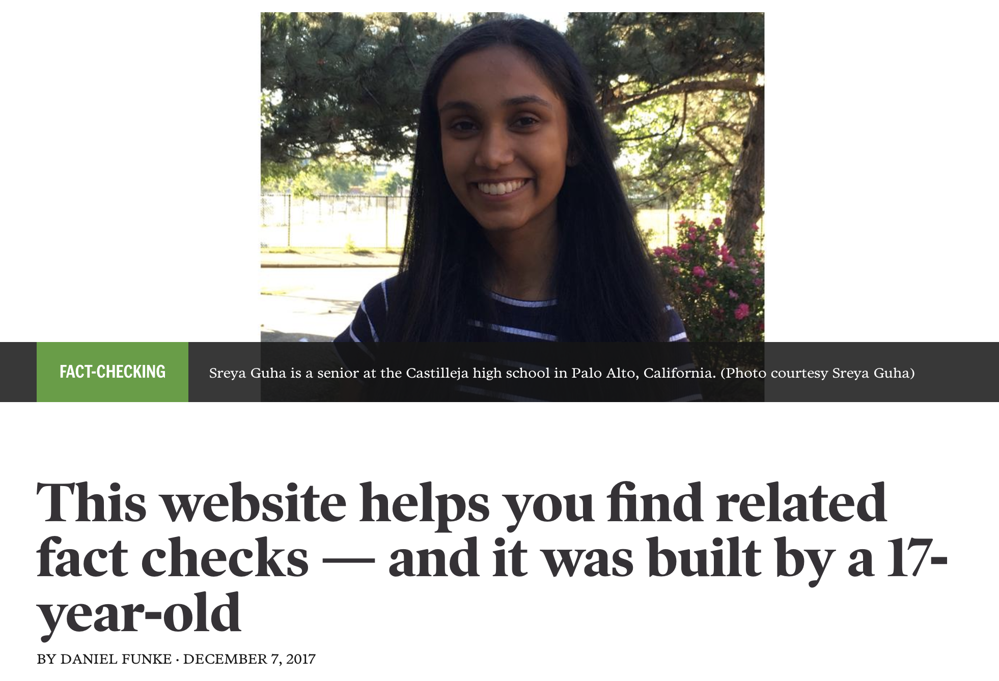 FACT-CHECKING
Sreya Guha is a senior at the Castilleja high school in Palo Alto, California. (Photo courtesy Sreya Guha)
This website helps you find related
fact checks — and it was built by a 17-
year-old
BY DANIEL FUNKE · DECEMBER 7, 2017